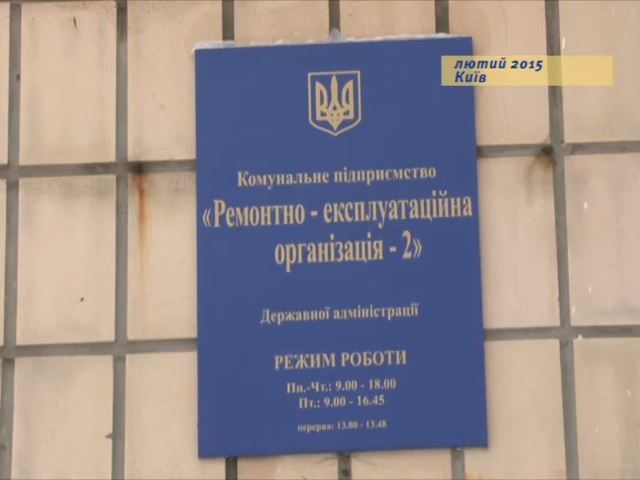 лютий 2015
Київ
Комунальне підприємство
«Ремонтно - експлуатаційна
організація - 2»
Державної адміністрації
РЕЖИМ РОБОТИ
Пн.-Чт.: 9.00 - 18.00
Пт.: 9.00 - 16.45
перерва: 13.00 - 13.48